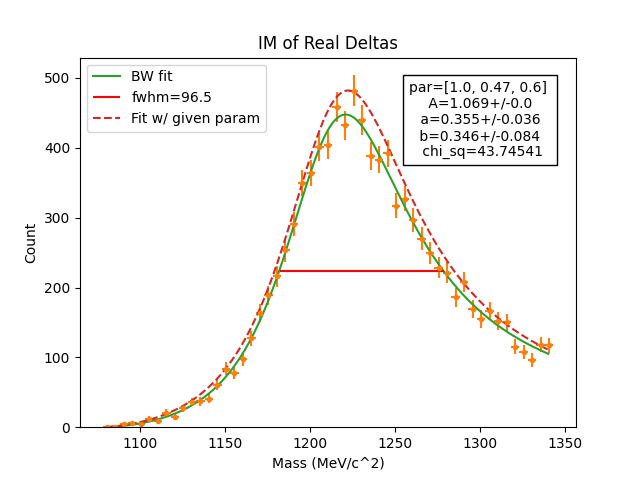 IM of Real Deltas
BW fit
fwhm=96.5
Fit w/ given param
par=[1.0, 0.47, 0.6]
A=1.069+/-0.0
a=0.355+/-0.036
b=0.346+/-0.084
chi_sq=43.74541
500
400
300
200
100
0
Count
1100 1150 1200 1250 1300 1350
Mass (MeV/c^2)